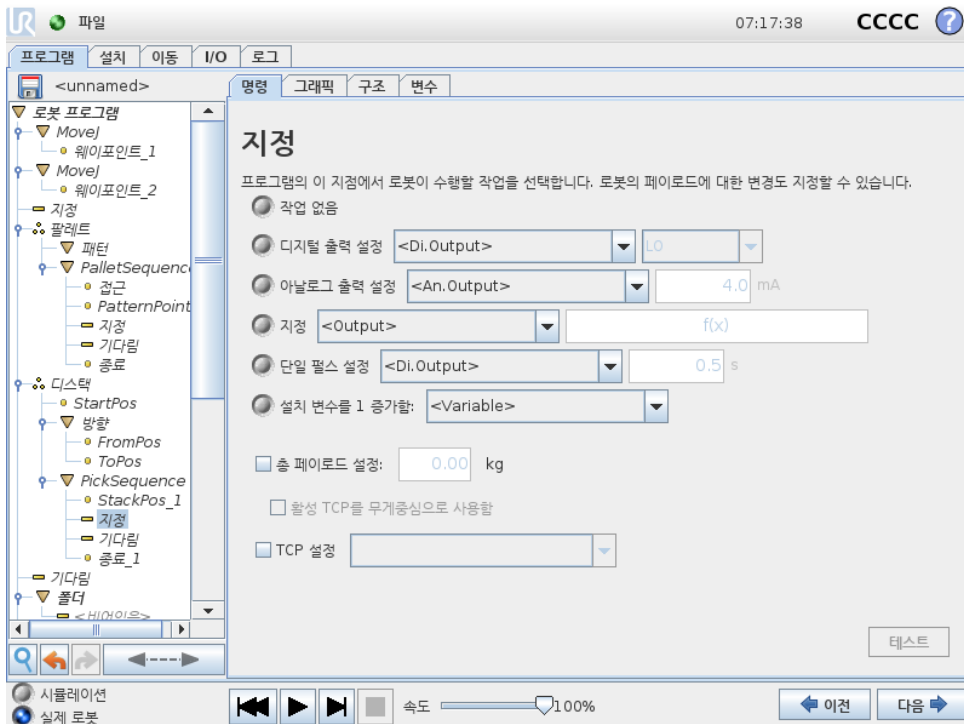 UR 파일 07:17:38 CCCC ?
프로그램 설치 이동 I/O 로그
<unnamed>
명령 그래픽 구조 변수
로봇 프로그램
MoveJ
웨이포인트_1
MoveJ
웨이포인트_2
지정
팔레트
패턴
PalletSequenc
접근
PatternPoint
지정
기다림
종료
디스택
StartPos
방향
FromPos
ToPos
PickSequence
StackPos_1
지정
기다림
종료_1
기다림
폴더
<비어있음>
지정
프로그램의 이 지점에서 로봇이 수행할 작업을 선택합니다. 로봇의 페이로드에 대한 변경도 지정할 수 있습니다.
작업 없음
디지털 출력 설정 <Di.Output> LO
아날로그 출력 설정 <An.Output> 4.0 mA
지정 <Output> f(x)
단일 펄스 설정 <Di.Output> 0.5 s
설치 변수를 1 증가함: <Variable>
총 페이로드 설정: 0.00 kg
활성 TCP를 무게중심으로 사용함
TCP 설정
테스트
시뮬레이션
실제 로봇
속도 100%
이전 다음